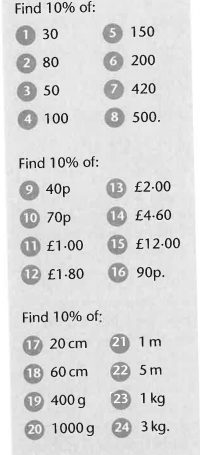 Find 10% of:
1 30 5 150
2 80 6 200
3 50 7 420
4 100 8 500.
Find 10% of:
9 40p 13 £2·00
10 70p 14 £4·60
11 £1·00 15 £12·00
12 £1·80 16 90p.
Find 10% of:
17 20 cm 21 1 m
18 60 cm 22 5 m
19 400 g 23 1 kg
20 1000 g 24 3 kg.